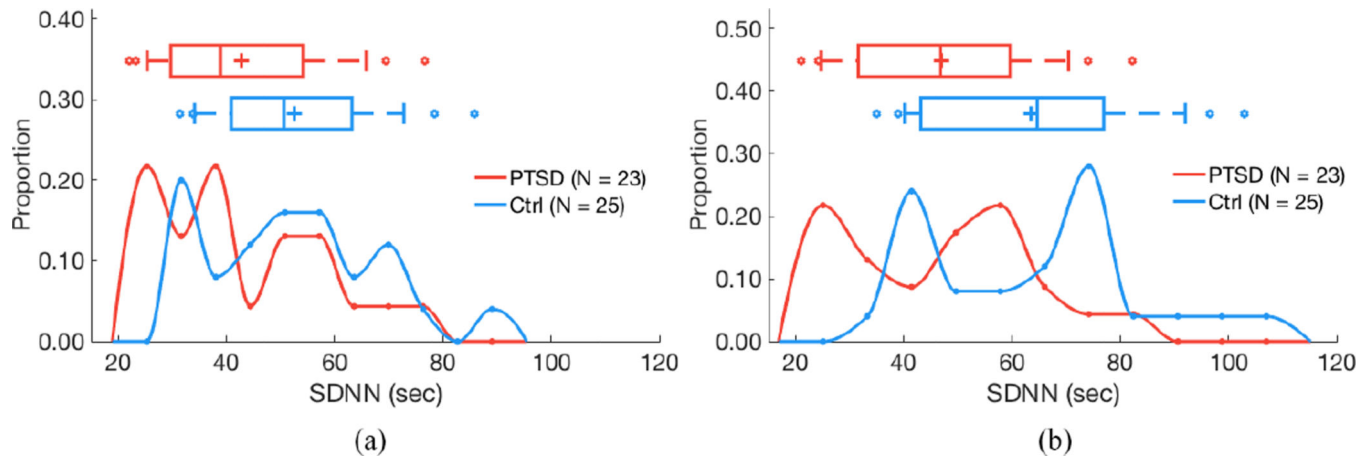 0.40
0.30
0.20
0.10
0.00
Proportion
PTSD (N = 23)
Ctrl (N = 25)
20 40 60 80 100 120
SDNN (sec)
(a)
0.50
0.40
0.30
0.20
0.10
0.00
Proportion
PTSD (N = 23)
Ctrl (N = 25)
20 40 60 80 100 120
SDNN (sec)
(b)